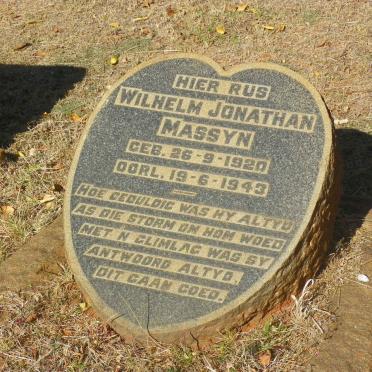 HIER RUS
WILHELM JONATHAN
MASSYN
GEB. 26-9-1920
OORL. 19-6-1943
HOE GEDULDIG WAS HY ALTYD
AS DIE STORM OM HOM WOED
MET 'N GLIMLAG WAS SY
ANTWOORD ALTYD,
DIT GAAN GOED.